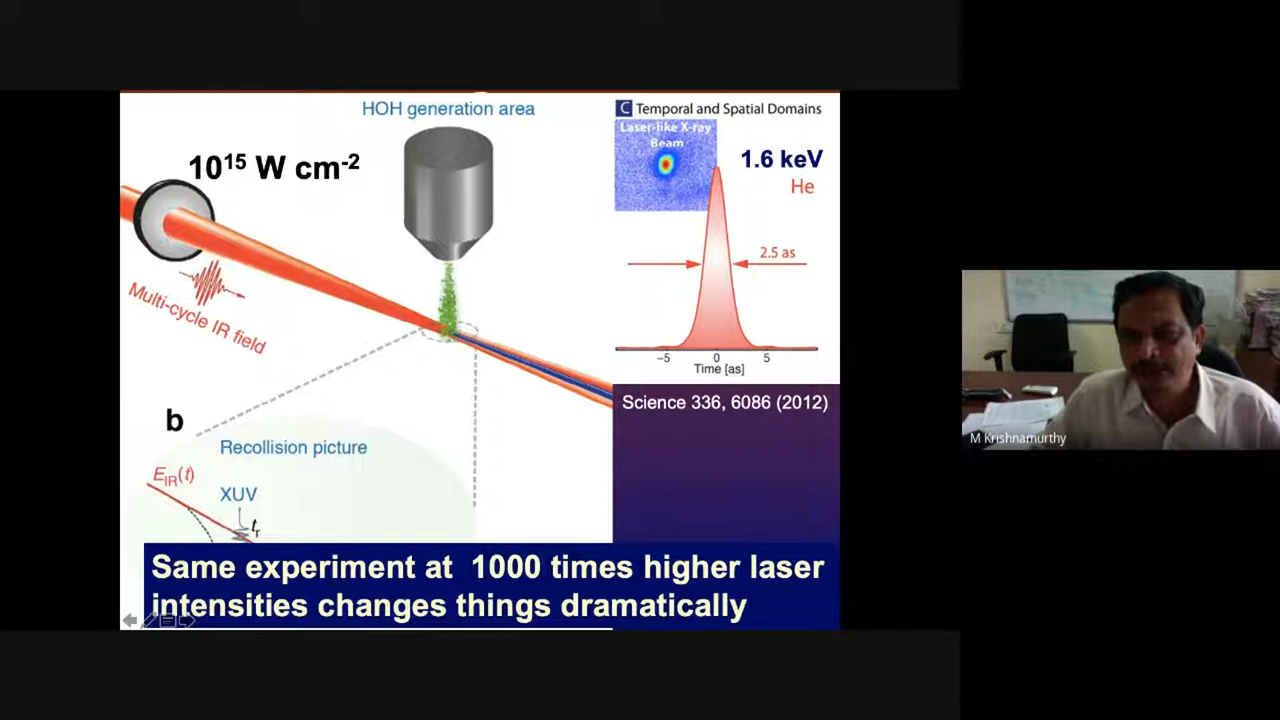 HOH generation area
10¹⁵ W cm⁻²
Multi-cycle IR field
C Temporal and Spatial Domains
Laser-like X-ray
Beam
1.6 keV
He
2.5 as
−5 0 5
Time [as]
Science 336, 6086 (2012)
b
Recollision picture
E_IR(t)
XUV
t_r
Same experiment at 1000 times higher laser
intensities changes things dramatically
M Krishnamurthy